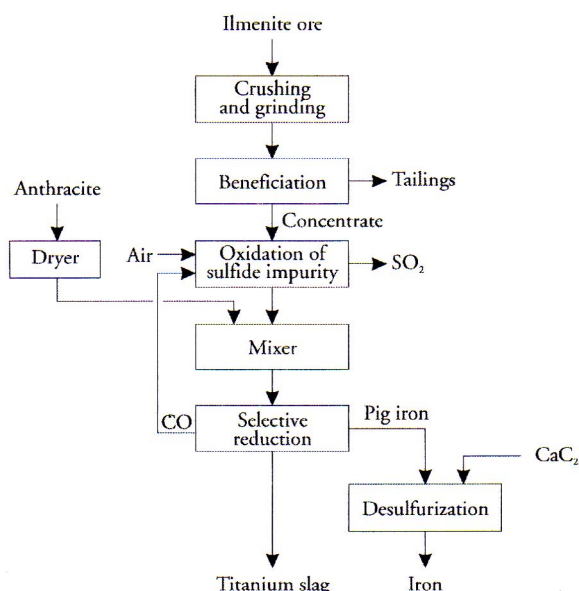 Ilmenite ore
Crushing
and grinding
Beneficiation
Tailings
Anthracite
Concentrate
Dryer
Air
Oxidation of
sulfide impurity
SO₂
Mixer
CO
Selective
reduction
Pig iron
CaC₂
Desulfurization
Titanium slag
Iron